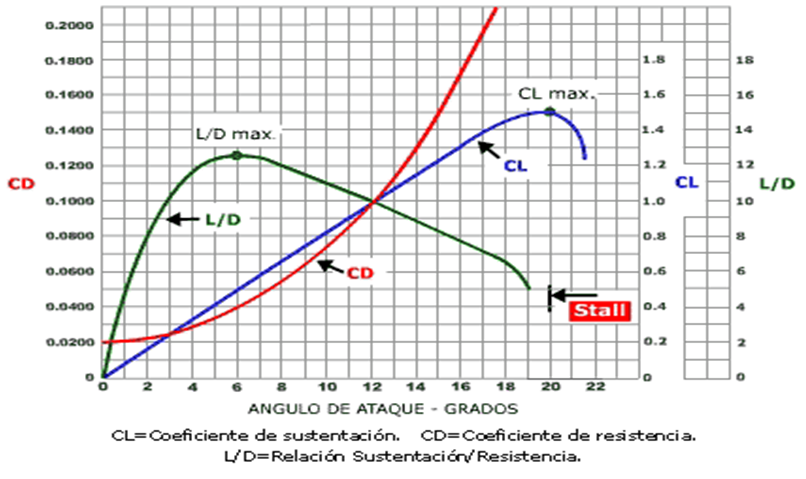 0.2000
0.1800 1.8 18
0.1600 CL max. 1.6 16
0.1400 L/D max. 1.4 14
0.1200 CL 1.2 12
CD CL L/D
0.1000 L/D 1.0 10
0.0800 0.8 8
0.0600 CD 0.6 6
0.0400 Stall 0.4 4
0.0200 0.2 2
0 0 0
0 2 4 6 8 10 12 14 16 18 20 22
ANGULO DE ATAQUE - GRADOS
CL=Coeficiente de sustentación. CD=Coeficiente de resistencia.
L/D=Relación Sustentación/Resistencia.